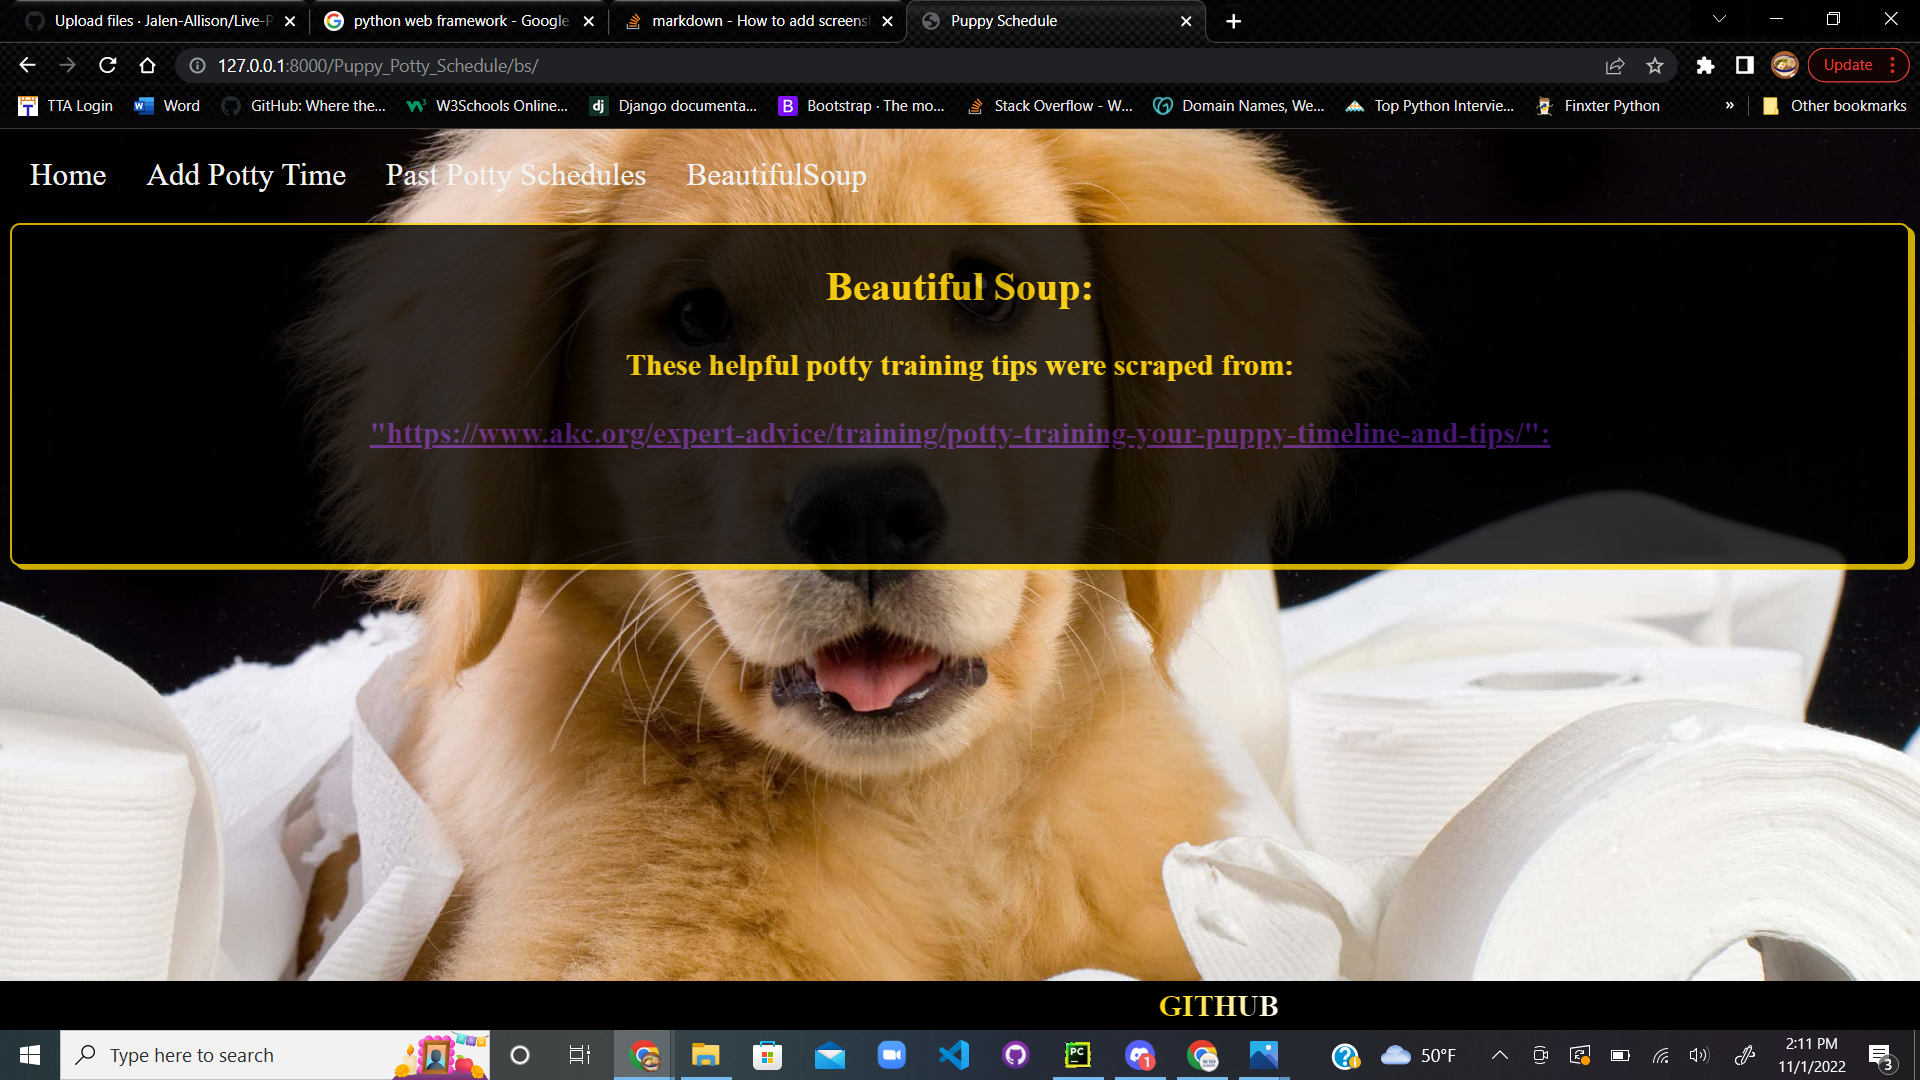 Upload files · Jalen-Allison/Live-P
python web framework - Google
markdown - How to add screensh
Puppy Schedule
127.0.0.1:8000/Puppy_Potty_Schedule/bs/
Update
TTA Login
Word
GitHub: Where the...
W3Schools Online...
dj
Django documenta...
B
Bootstrap · The mo...
Stack Overflow - W...
Domain Names, We...
Top Python Intervie...
Finxter Python
»
Other bookmarks
Home
Add Potty Time
Past Potty Schedules
BeautifulSoup
Beautiful Soup:
These helpful potty training tips were scraped from:
"https://www.akc.org/expert-advice/training/potty-training-your-puppy-timeline-and-tips/":
GITHUB
Type here to search
PC
1
50°F
2:11 PM
11/1/2022
3